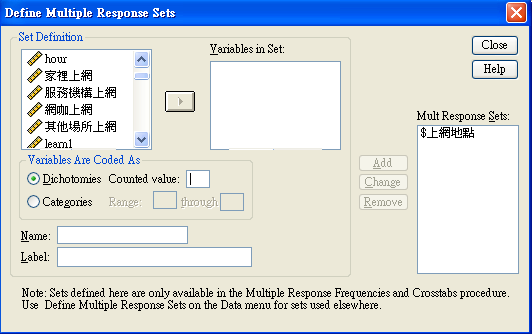 Define Multiple Response Sets
Set Definition
hour
家裡上網
服務機構上網
網咖上網
其他場所上網
learn1
Variables in Set:
Close
Help
Mult Response Sets:
$上網地點
Add
Change
Remove
Variables Are Coded As
Dichotomies Counted value:
Categories Range: through
Name:
Label:
Note: Sets defined here are only available in the Multiple Response Frequencies and Crosstabs procedure.
Use Define Multiple Response Sets on the Data menu for sets used elsewhere.